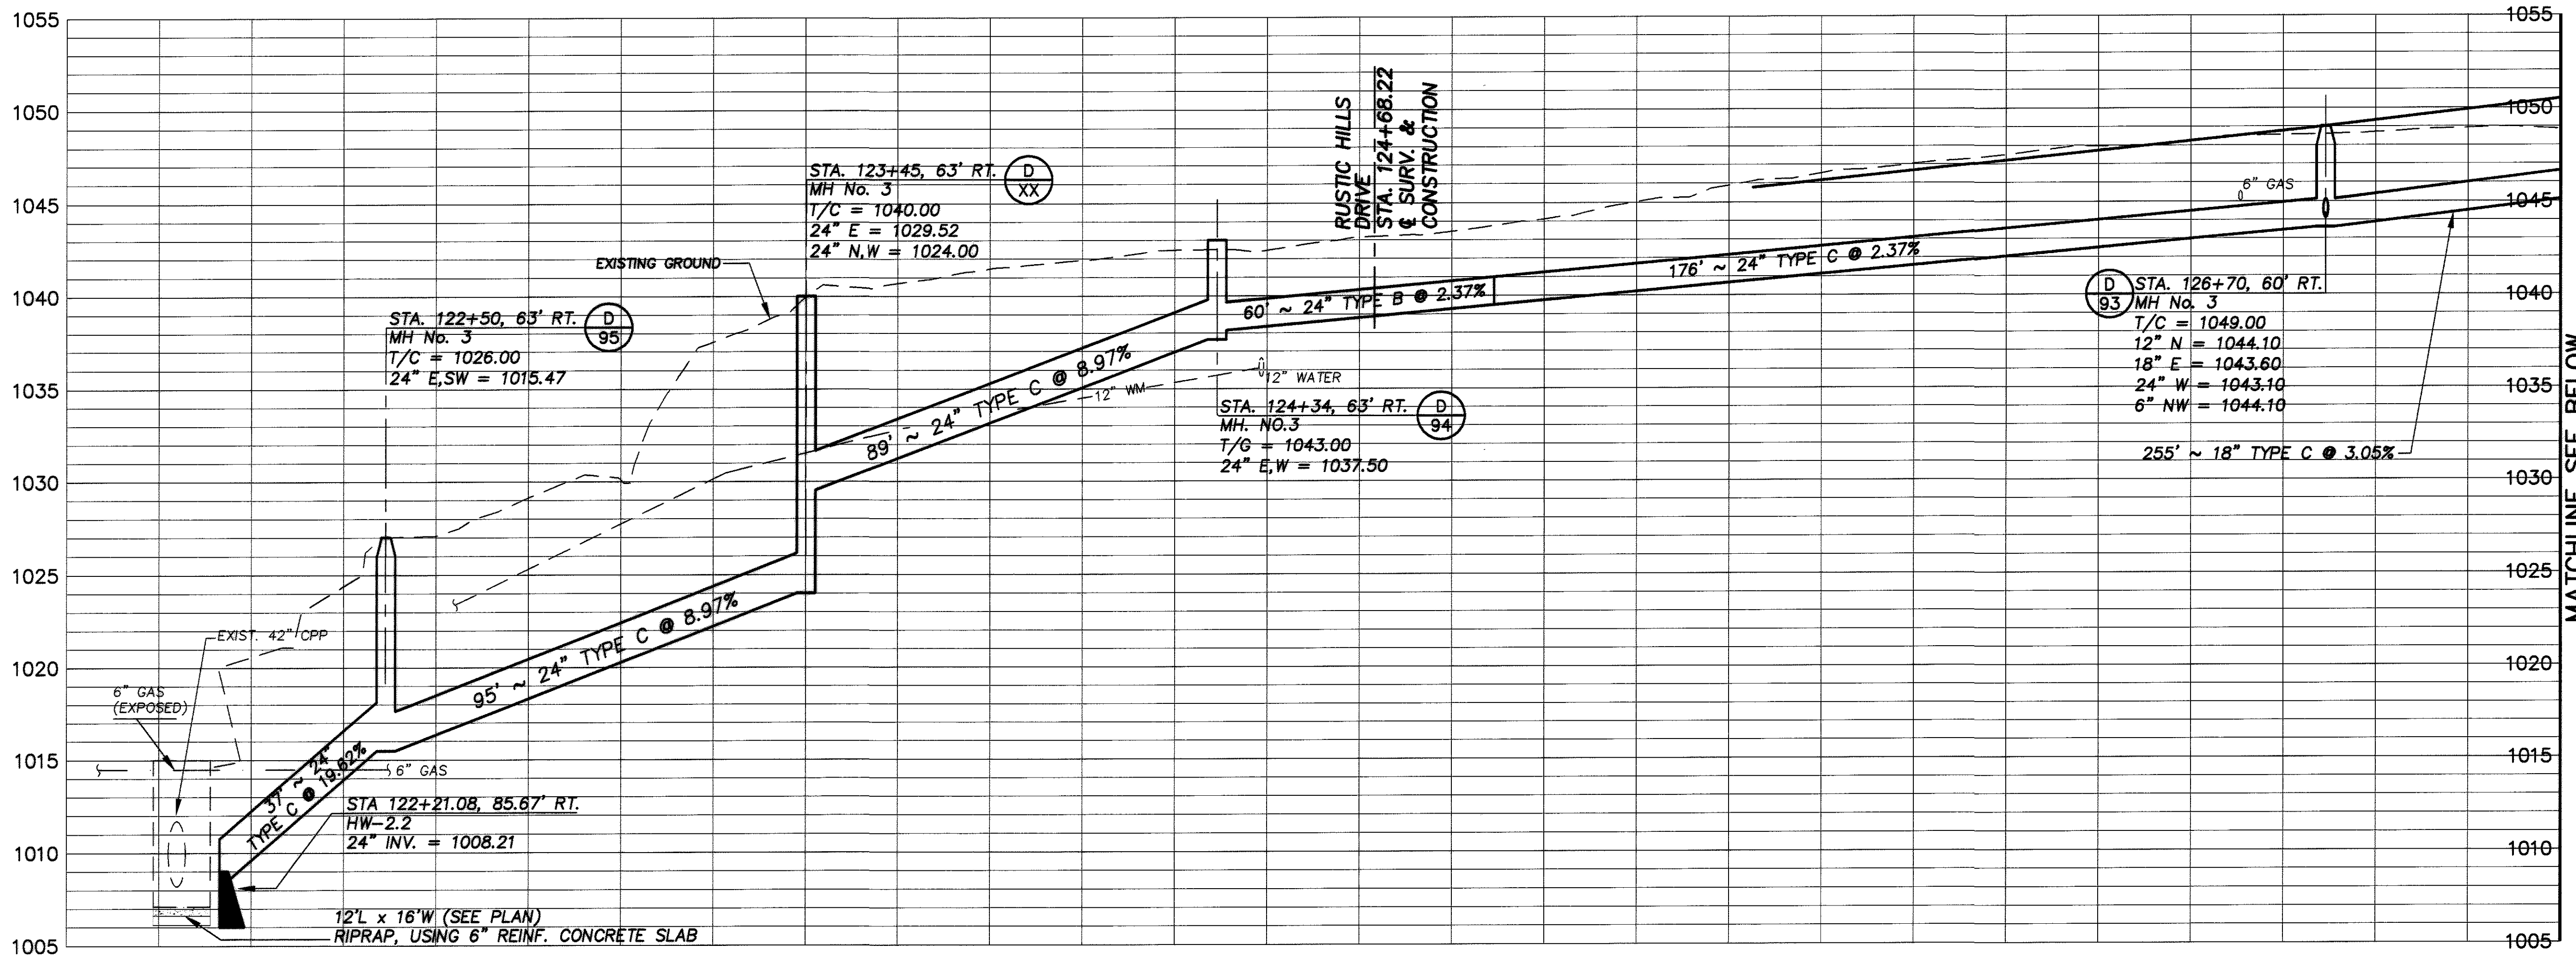 1055
1050
1045
1040
1035
1030
1025
1020
1015
1010
1005
STA. 122+50, 63' RT.
MH No. 3
T/C = 1026.00
24" E,SW = 1015.47
D
95
EXISTING GROUND
STA. 123+45, 63' RT.
MH No. 3
T/C = 1040.00
24" E = 1029.52
24" N,W = 1024.00
D
XX
RUSTIC HILLS
DRIVE
STA. 124+68.22
℄ SURV. &
CONSTRUCTION
EXIST. 42" CPP
6" GAS
(EXPOSED)
37' ~ 24"
TYPE C @ 19.62%
6" GAS
STA 122+21.08, 85.67' RT.
HW-2.2
24" INV. = 1008.21
12'L x 16'W (SEE PLAN)
RIPRAP, USING 6" REINF. CONCRETE SLAB
95' ~ 24" TYPE C @ 8.97%
89' ~ 24" TYPE C @ 8.97%
12" WM
12" WATER
STA. 124+34, 63' RT.
MH. NO.3
T/G = 1043.00
24" E,W = 1037.50
D
94
60' ~ 24" TYPE B @ 2.37%
176' ~ 24" TYPE C @ 2.37%
6" GAS
D
93
STA. 126+70, 60' RT.
MH No. 3
T/C = 1049.00
12" N = 1044.10
18" E = 1043.60
24" W = 1043.10
6" NW = 1044.10
255' ~ 18" TYPE C @ 3.05%
1055
1050
1045
1040
1035
1030
1025
1020
1015
1010
1005
MATCHLINE SEE BELOW